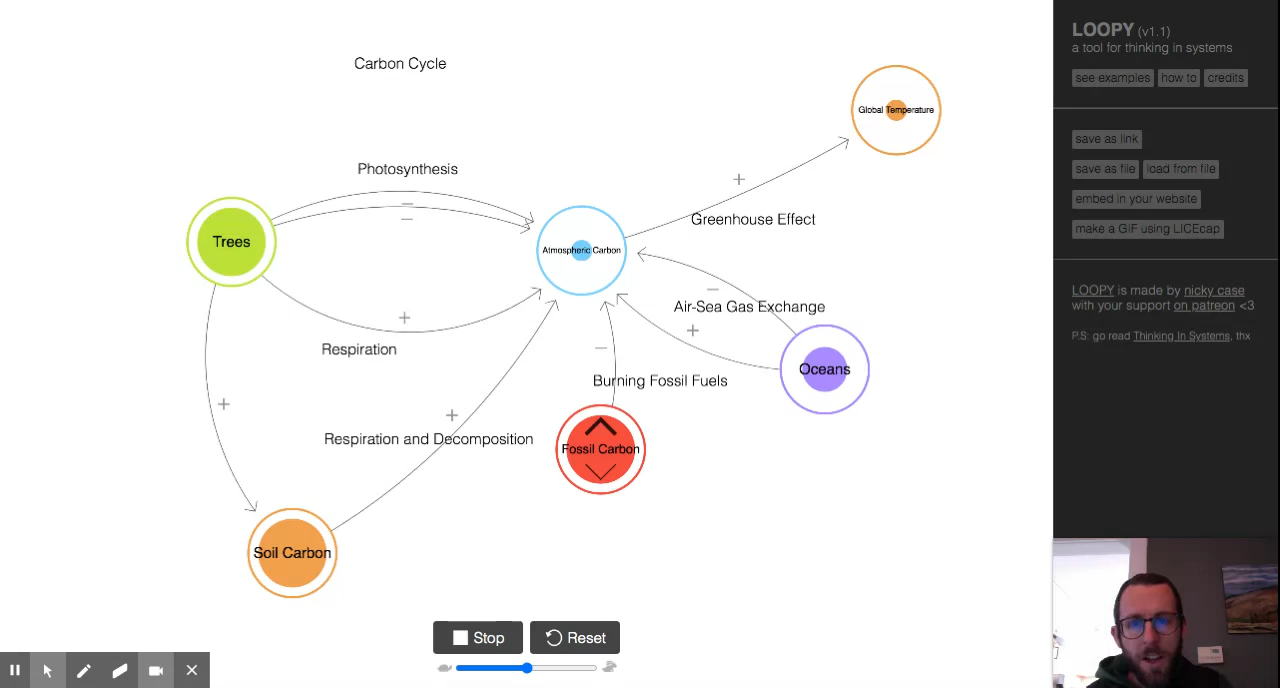 Carbon Cycle
Global Temperature
Photosynthesis
Trees
Atmospheric Carbon
Greenhouse Effect
Air-Sea Gas Exchange
Respiration
Oceans
Burning Fossil Fuels
Respiration and Decomposition
Fossil Carbon
Soil Carbon
Stop
Reset
LOOPY (v1.1)
a tool for thinking in systems
see examples how to credits
save as link
save as file load from file
embed in your website
make a GIF using LICEcap
LOOPY is made by nicky case
with your support on patreon <3
P.S: go read Thinking In Systems, thx